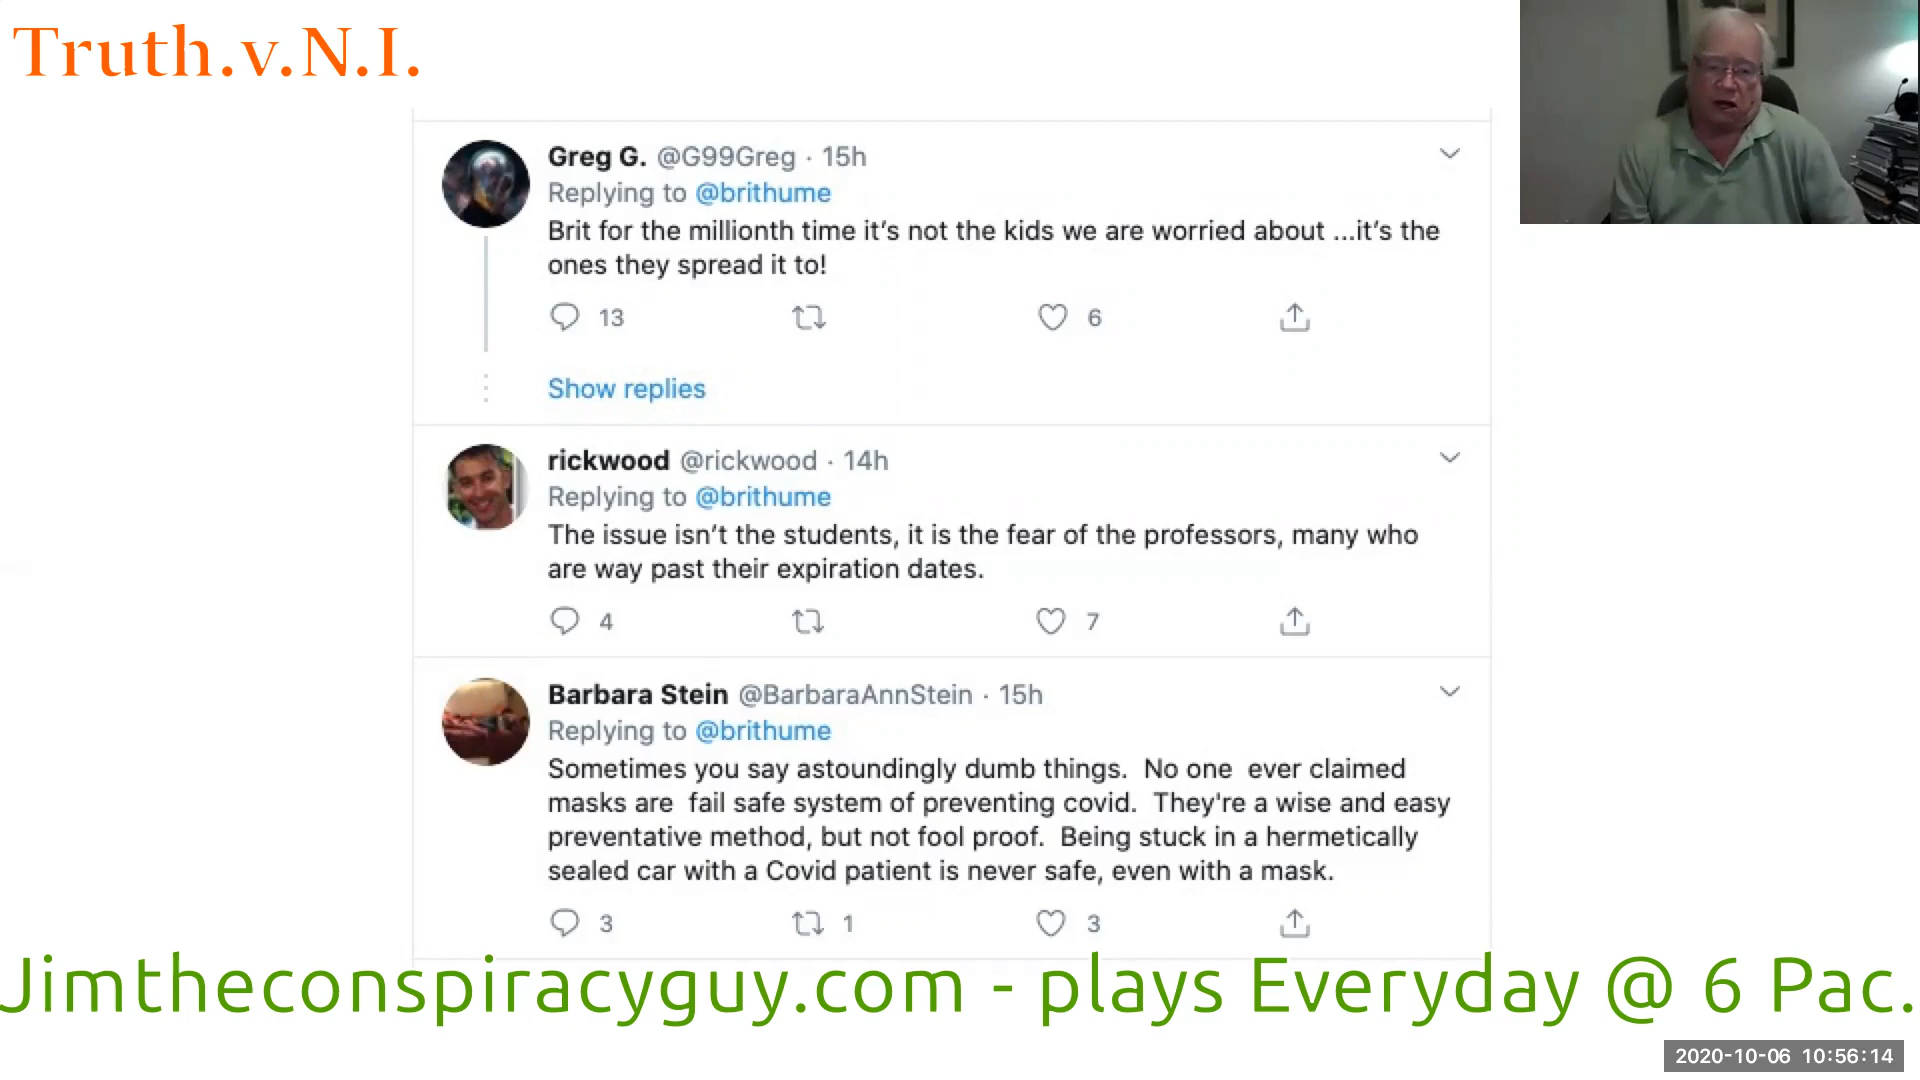 Truth.v.N.I.
Greg G. @G99Greg · 15h
Replying to @brithume
Brit for the millionth time it’s not the kids we are worried about ...it’s the
ones they spread it to!
13 6
Show replies
rickwood @rickwood · 14h
Replying to @brithume
The issue isn’t the students, it is the fear of the professors, many who
are way past their expiration dates.
4 7
Barbara Stein @BarbaraAnnStein · 15h
Replying to @brithume
Sometimes you say astoundingly dumb things.  No one  ever claimed
masks are  fail safe system of preventing covid.  They're a wise and easy
preventative method, but not fool proof.  Being stuck in a hermetically
sealed car with a Covid patient is never safe, even with a mask.
3 1 3
Jimtheconspiracyguy.com - plays Everyday @ 6 Pac.
2020-10-06 10:56:14